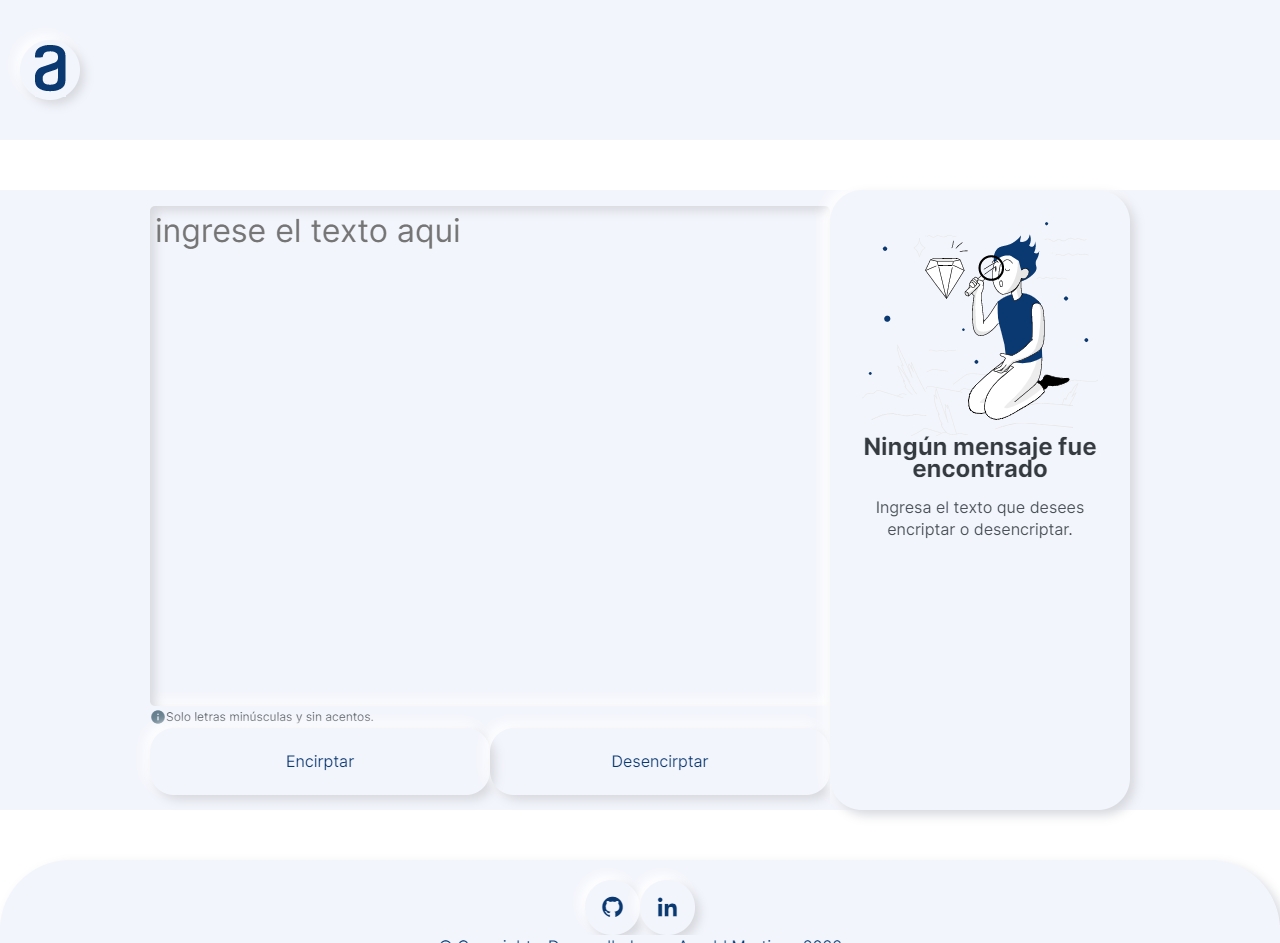 a
ingrese el texto aqui
Ningún mensaje fue
encontrado
Ingresa el texto que desees
encriptar o desencriptar.
Solo letras minúsculas y sin acentos.
Encirptar
Desencirptar
in